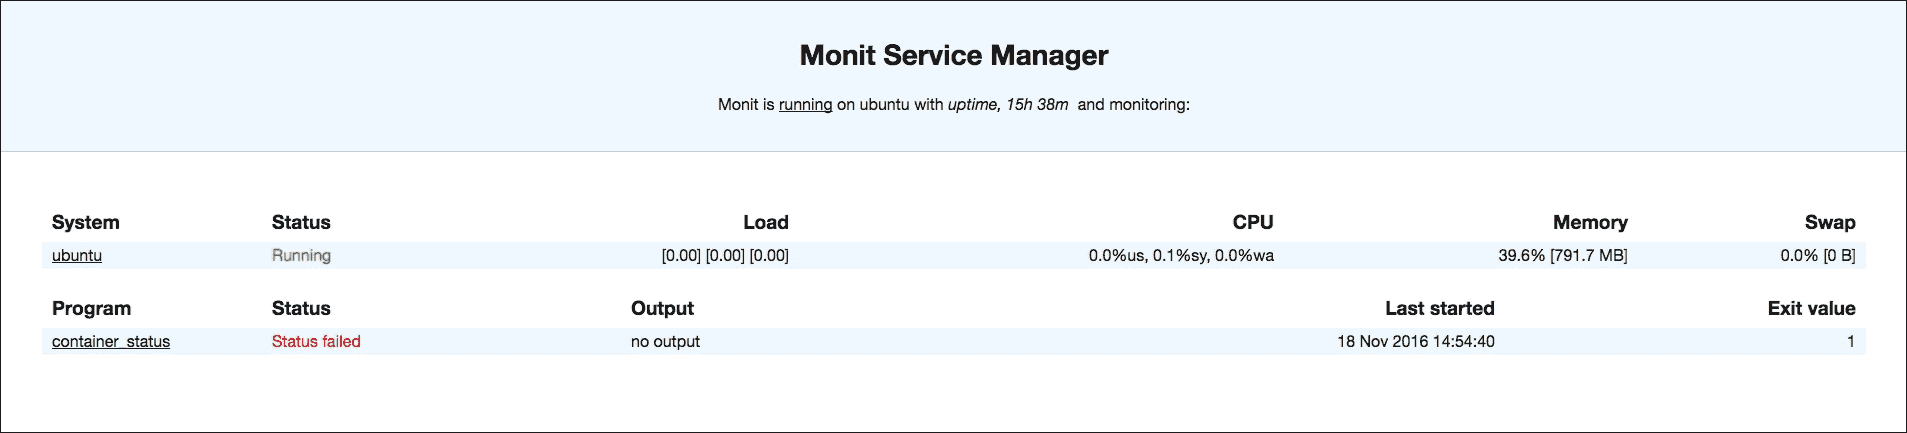 Monit Service Manager
Monit is running on ubuntu with uptime, 15h 38m and monitoring:
System Status Load CPU Memory Swap
ubuntu Running [0.00] [0.00] [0.00] 0.0%us, 0.1%sy, 0.0%wa 39.6% [791.7 MB] 0.0% [0 B]
Program Status Output Last started Exit value
container_status Status failed no output 18 Nov 2016 14:54:40 1